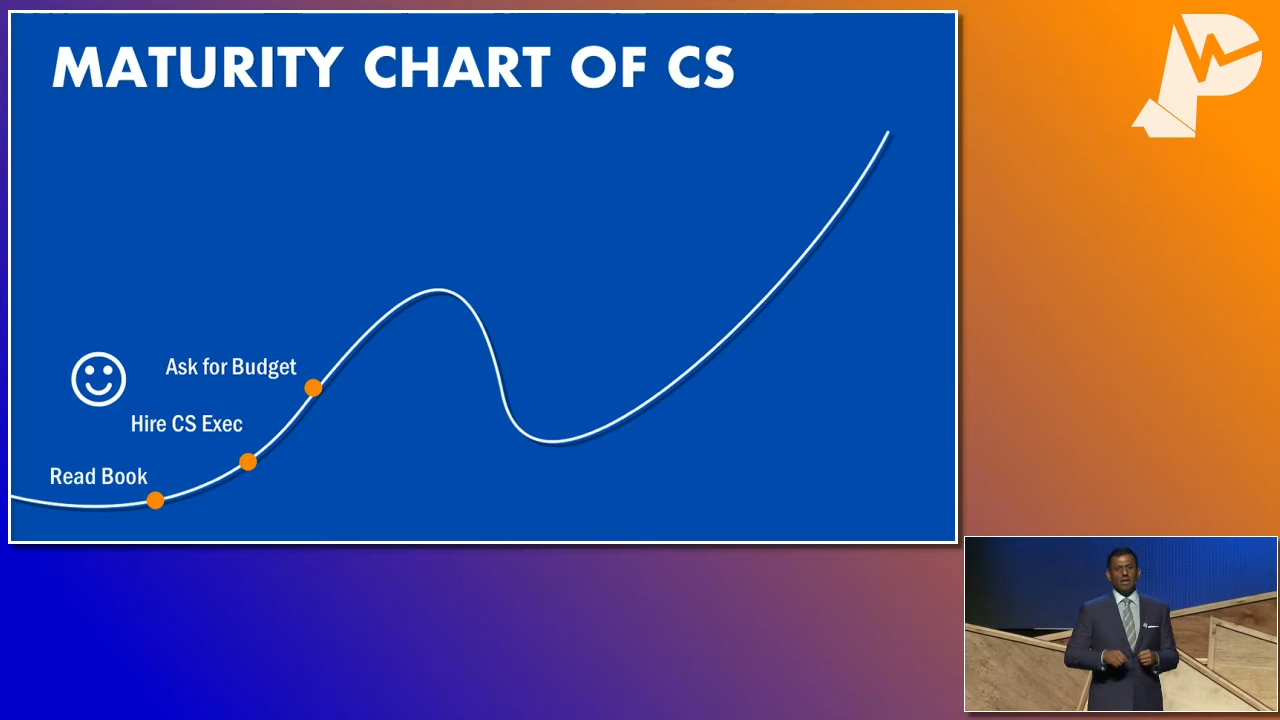 MATURITY CHART OF CS
Ask for Budget
Hire CS Exec
Read Book